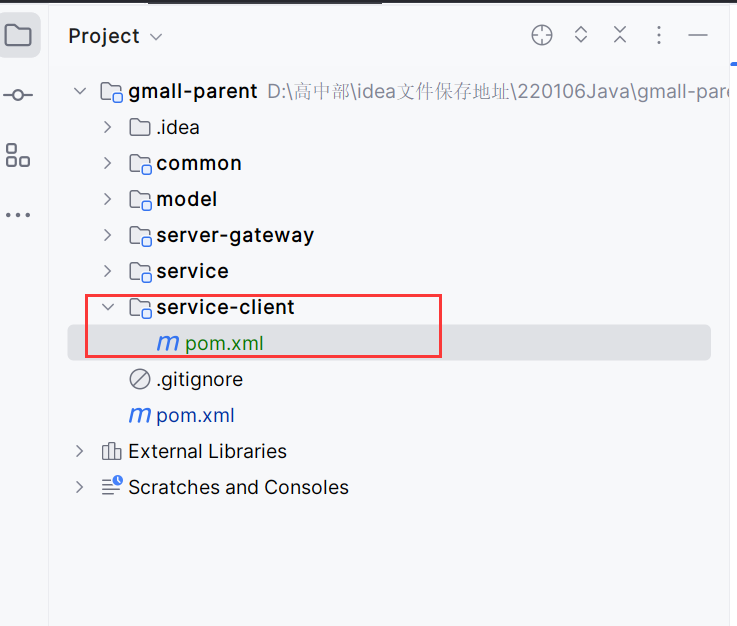 Project
gmall-parent D:\高中部\idea文件保存地址\220106Java\gmall-par
.idea
common
model
server-gateway
service
service-client
pom.xml
.gitignore
pom.xml
External Libraries
Scratches and Consoles